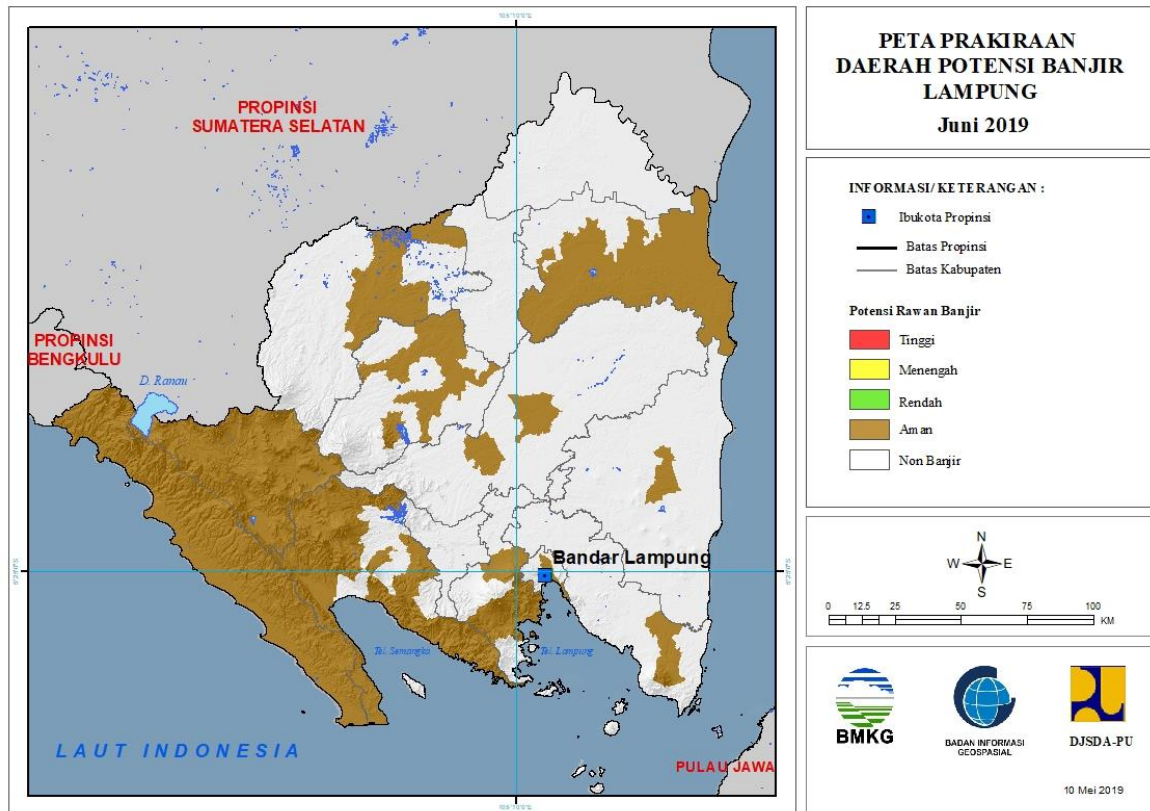 PETA PRAKIRAAN
DAERAH POTENSI BANJIR
LAMPUNG
Juni 2019
PROPINSI
SUMATERA SELATAN
PROPINSI
BENGKULU
D. Ranau
Bandar Lampung
Tel. Semangka
Tel. Lampung
LAUT INDONESIA
PULAU JAWA
INFORMASI/ KETERANGAN :
Ibukota Propinsi
Batas Propinsi
Batas Kabupaten
Potensi Rawan Banjir
Tinggi
Menengah
Rendah
Aman
Non Banjir
N
W E
S
0 12.5 25 50 75 100
KM
BMKG
BADAN INFORMASI
GEOSPASIAL
DJSDA-PU
10 Mei 2019